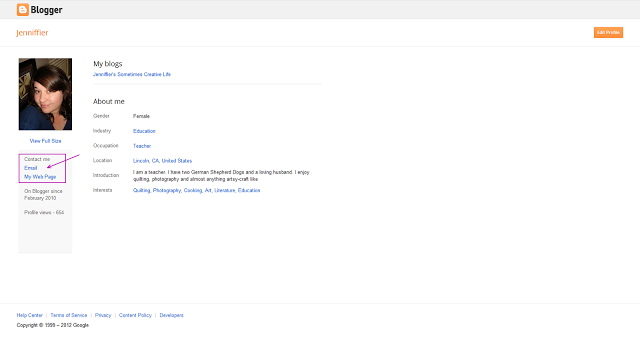 Blogger
Jenniffier
Edit Profile
View Full Size
Contact me
Email
My Web Page
On Blogger since
February 2010
Profile views - 654
My blogs
Jenniffier's Sometimes Creative Life
About me
Gender Female
Industry Education
Occupation Teacher
Location Lincoln, CA, United States
Introduction I am a teacher. I have two German Shepherd Dogs and a loving husband. I enjoy
quilting, photography and almost anything artsy-craft like
Interests Quilting, Photography, Cooking, Art, Literature, Education
Help Center | Terms of Service | Privacy | Content Policy | Developers
Copyright © 1999 – 2012 Google